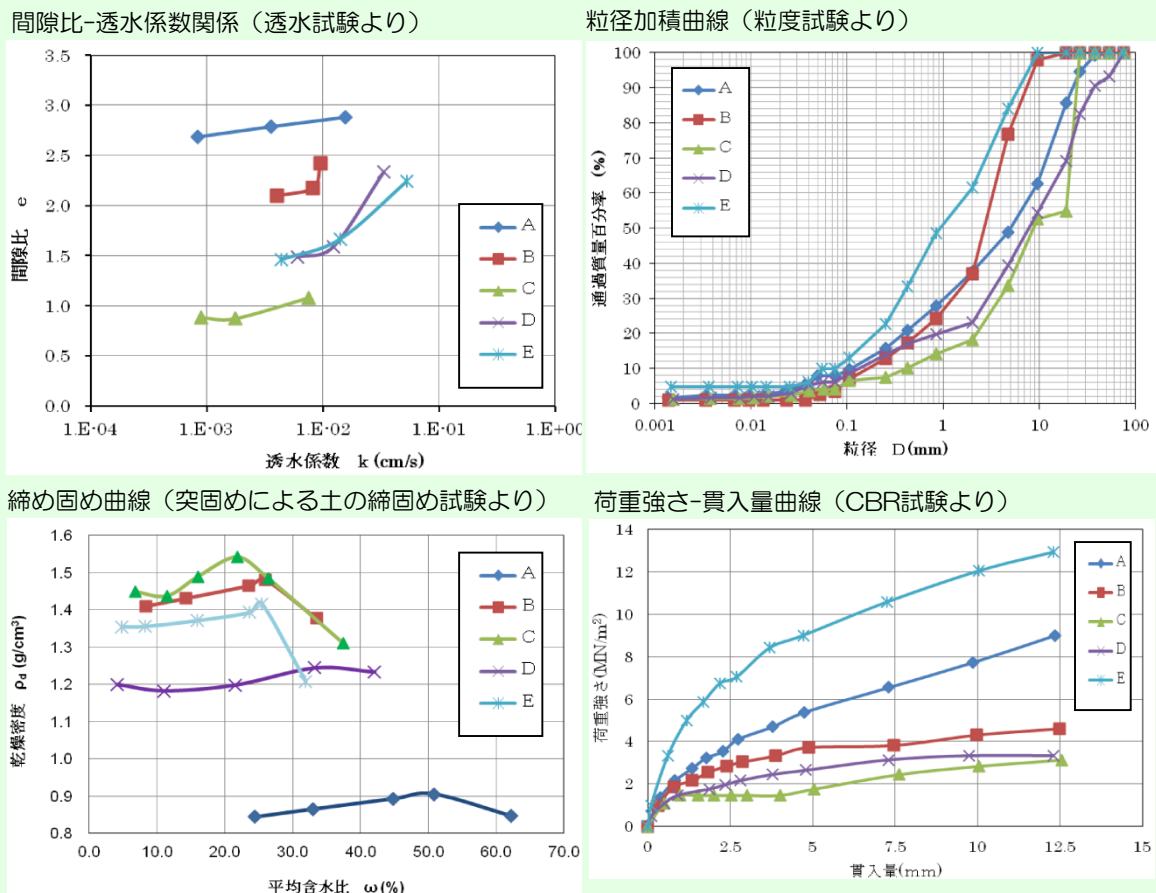 間隙比-透水係数関係（透水試験より）
3.5
3.0
2.5
2.0
1.5
1.0
0.5
0.0
間隙比 e
1.E-04 1.E-03 1.E-02 1.E-01 1.E+00
透水係数 k (cm/s)
A
B
C
D
E
粒径加積曲線（粒度試験より）
100
90
80
70
60
50
40
30
20
10
0
通過質量百分率 (%)
0.001 0.01 0.1 1 10 100
粒径 D(mm)
A
B
C
D
E
締め固め曲線（突固めによる土の締固め試験より）
1.6
1.5
1.4
1.3
1.2
1.1
1.0
0.9
0.8
乾燥密度 ρd (g/cm³)
0.0 10.0 20.0 30.0 40.0 50.0 60.0 70.0
平均含水比 ω(%)
A
B
C
D
E
荷重強さ-貫入量曲線（CBR試験より）
14
12
10
8
6
4
2
0
荷重強さ(MN/m²)
0 2.5 5 7.5 10 12.5 15
貫入量(mm)
A
B
C
D
E